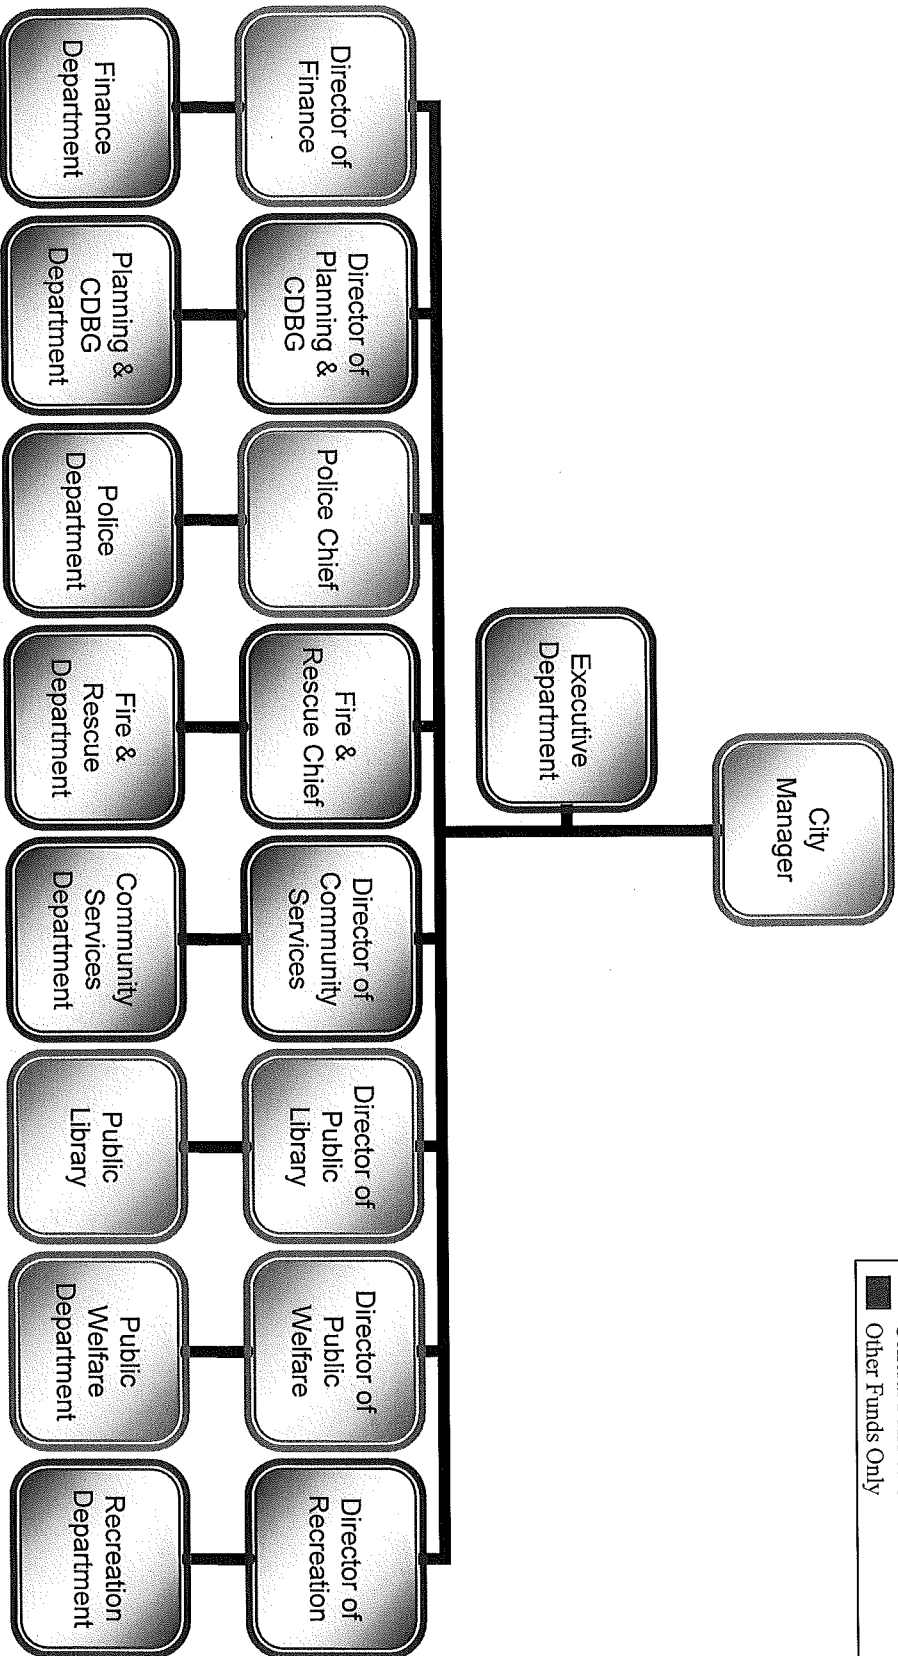 City
Manager
Other Funds Only
Executive
Department
Director of
Finance
Director of
Planning &
CDBG
Police Chief
Fire &
Rescue Chief
Director of
Community
Services
Director of
Public
Library
Director of
Public
Welfare
Director of
Recreation
Finance
Department
Planning &
CDBG
Department
Police
Department
Fire &
Rescue
Department
Community
Services
Department
Public
Library
Public
Welfare
Department
Recreation
Department